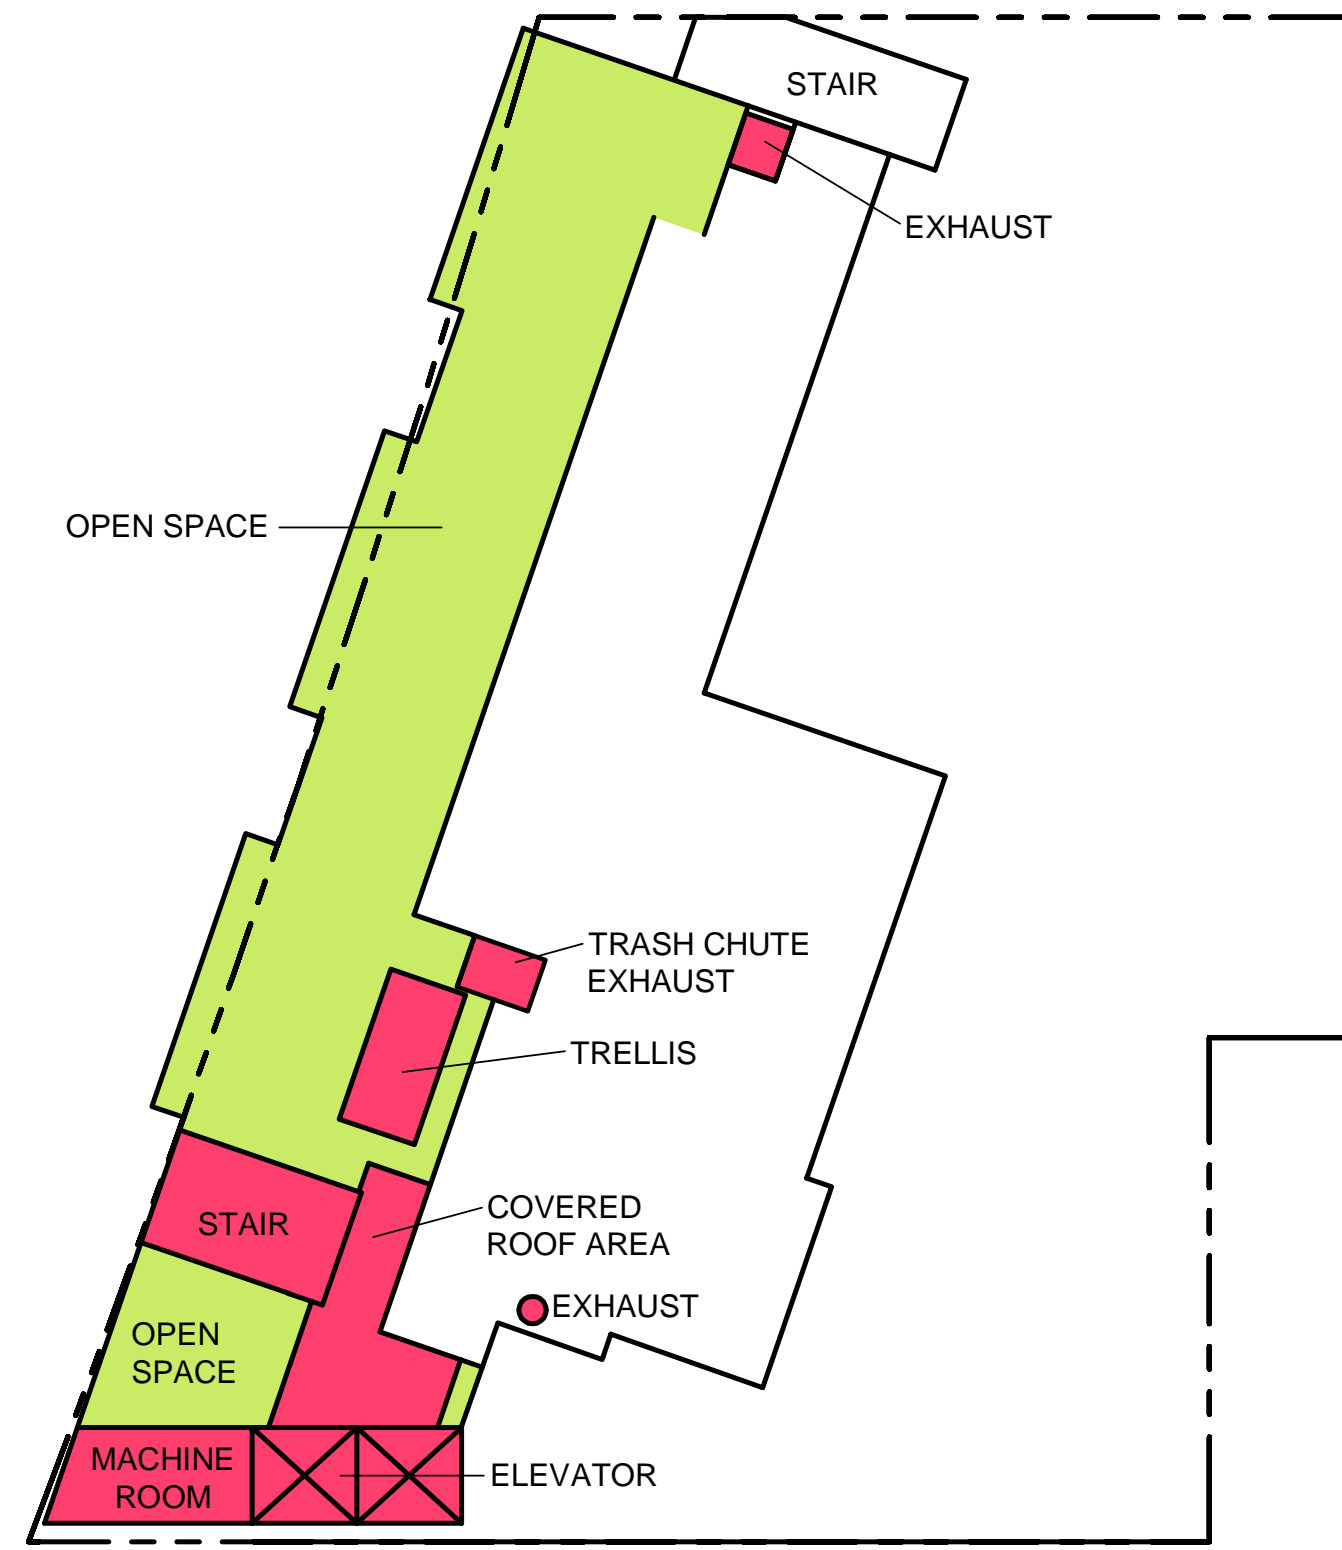 STAIR
EXHAUST
OPEN SPACE
TRASH CHUTE
EXHAUST
TRELLIS
COVERED
ROOF AREA
STAIR
EXHAUST
OPEN
SPACE
MACHINE
ROOM
ELEVATOR